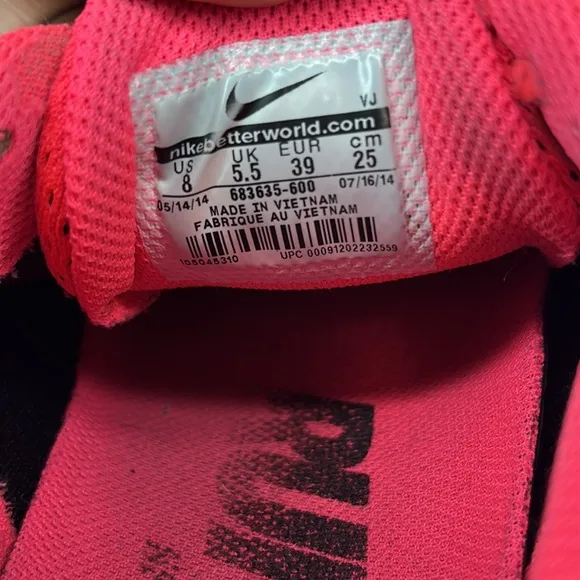 VJ
nikebetterworld.com
US UK EUR cm
8 5.5 39 25
05/14/14 683635-600 07/16/14
MADE IN VIETNAM
FABRIQUE AU VIETNAM
UPC 00091202232559